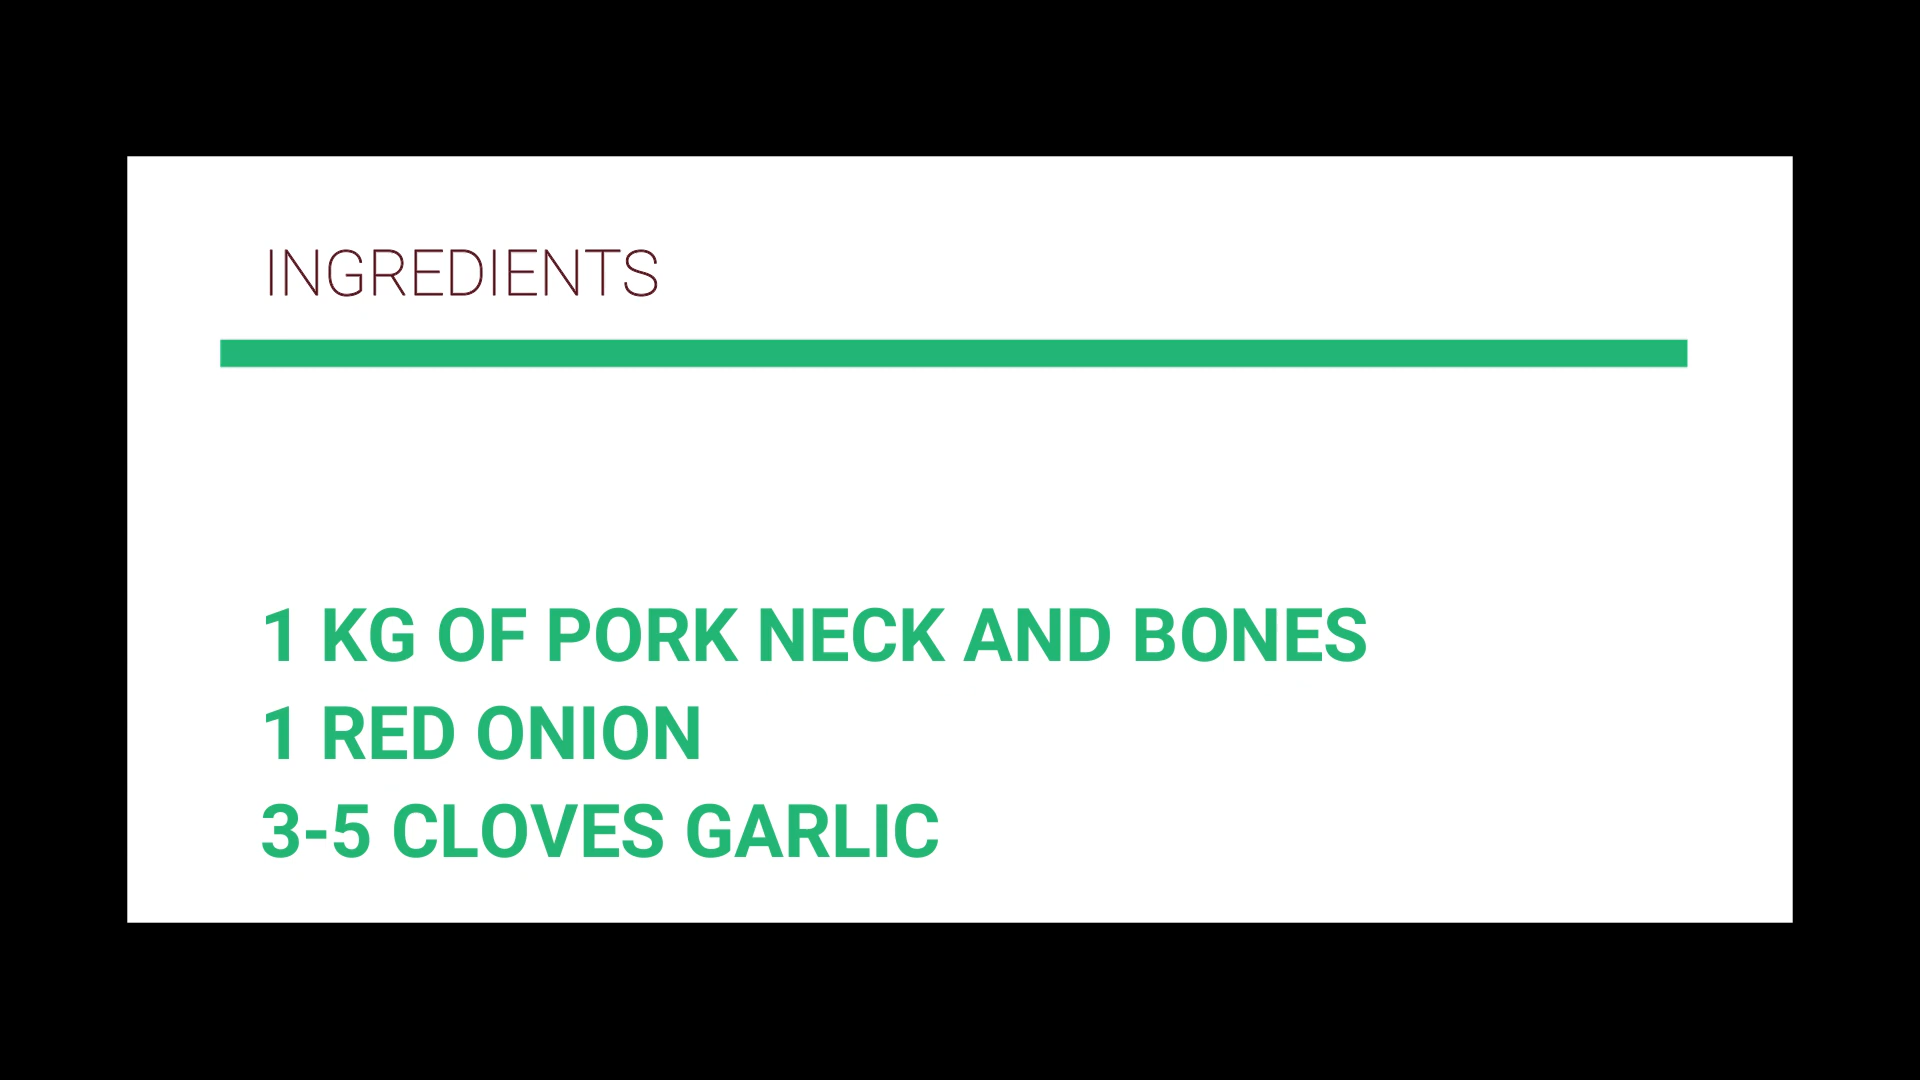 INGREDIENTS
1 KG OF PORK NECK AND BONES
1 RED ONION
3-5 CLOVES GARLIC